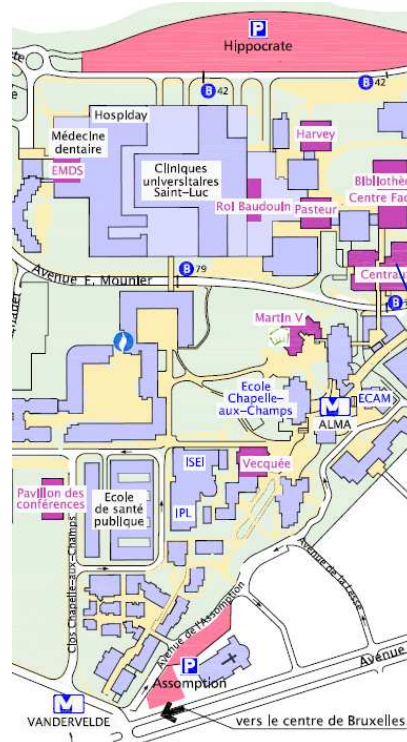 P
Hippocrate
B 42
B 42
Hospiday
Harvey
Médecine
dentaire
EMDS
Cliniques
universitaires
Saint-Luc
Roi Baudouin
Pasteur
Centre Fac
Avenue E. Mounier
B 79
Centra
B
Martin V
Ecole
Chapelle-
aux-Champs
M
ALMA
ECAM
ISEI
Vecquée
Pavillon des
conférences
Ecole
de santé
publique
IPL
Clos Chapelle-aux-Champs
Avenue de l'Assomption
Avenue de la Lesse
P
Assomption
Avenue
M
VANDERVELDE
vers le centre de Bruxelles